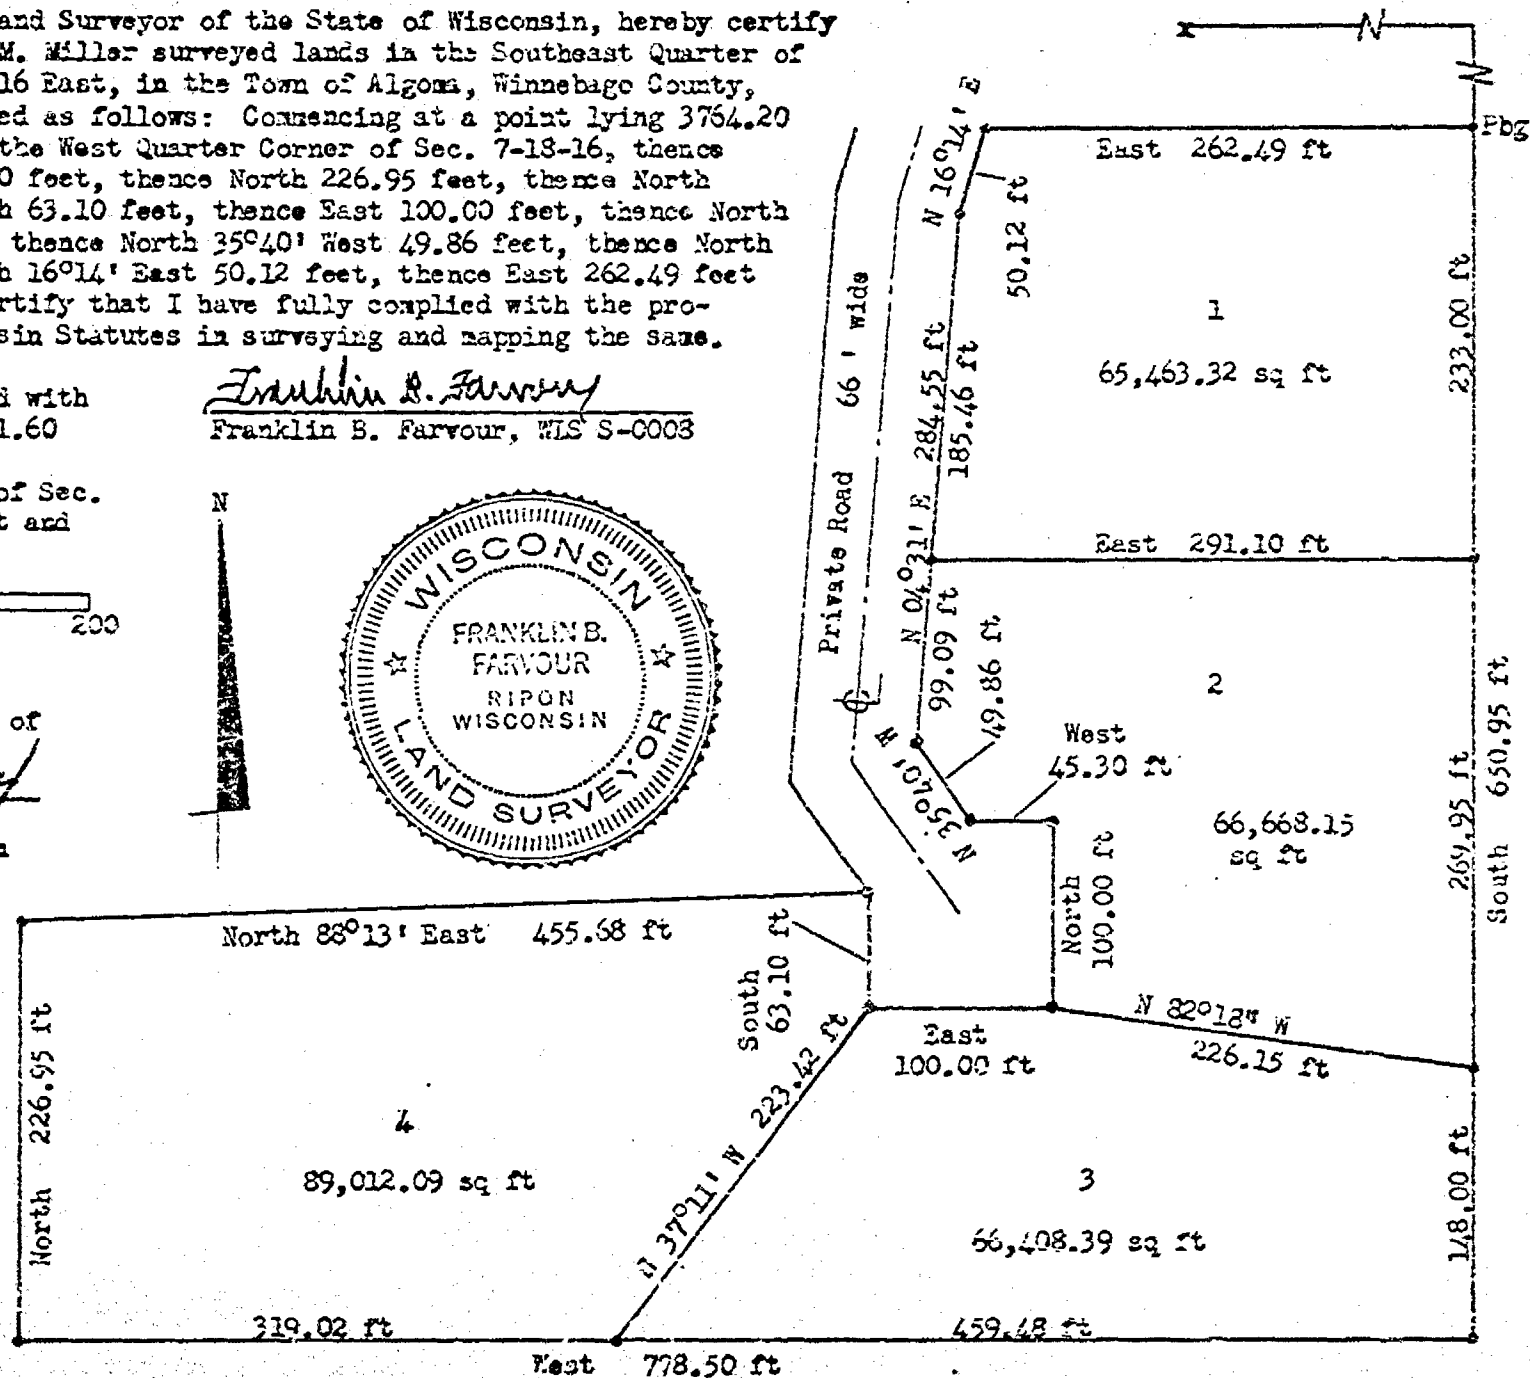 and Surveyor of the State of Wisconsin, hereby certify
M. Miller surveyed lands in the Southeast Quarter of
16 East, in the Town of Algoma, Winnebago County,
ed as follows: Commencing at a point lying 3764.20
the West Quarter Corner of Sec. 7-18-16, thence
0 feet, thence North 226.95 feet, thence North
h 63.10 feet, thence East 100.00 feet, thence North
thence North 35°40' West 49.86 feet, thence North
h 16°14' East 50.12 feet, thence East 262.49 feet
rtify that I have fully complied with the pro-
sin Statutes in surveying and mapping the same.
d with
1.60
Franklin B. Farvour
Franklin B. Farvour, WLS S-0008
of Sec.
t and
200
of
N
WISCONSIN
LAND SURVEYOR
FRANKLIN B.
FARVOUR
RIPON
WISCONSIN
x
N
Pbg
East 262.49 ft
N 16°14' E
50.12 ft
Private Road 66' wide
1
65,463.32 sq ft
233.00 ft
N 04°31' E 284.55 ft
185.46 ft
East 291.10 ft
99.09 ft
49.86 ft
N 35°40' W
West
45.30 ft
2
66,668.15
sq ft
269.95 ft
South 650.95 ft
North
100.00 ft
North 88°13' East 455.68 ft
South
63.10 ft
East
100.00 ft
N 82°18" W
226.15 ft
North 226.95 ft
4
89,012.09 sq ft
N 37°11' W 223.42 ft
3
66,408.39 sq ft
148.00 ft
319.02 ft
459.48 ft
West 778.50 ft